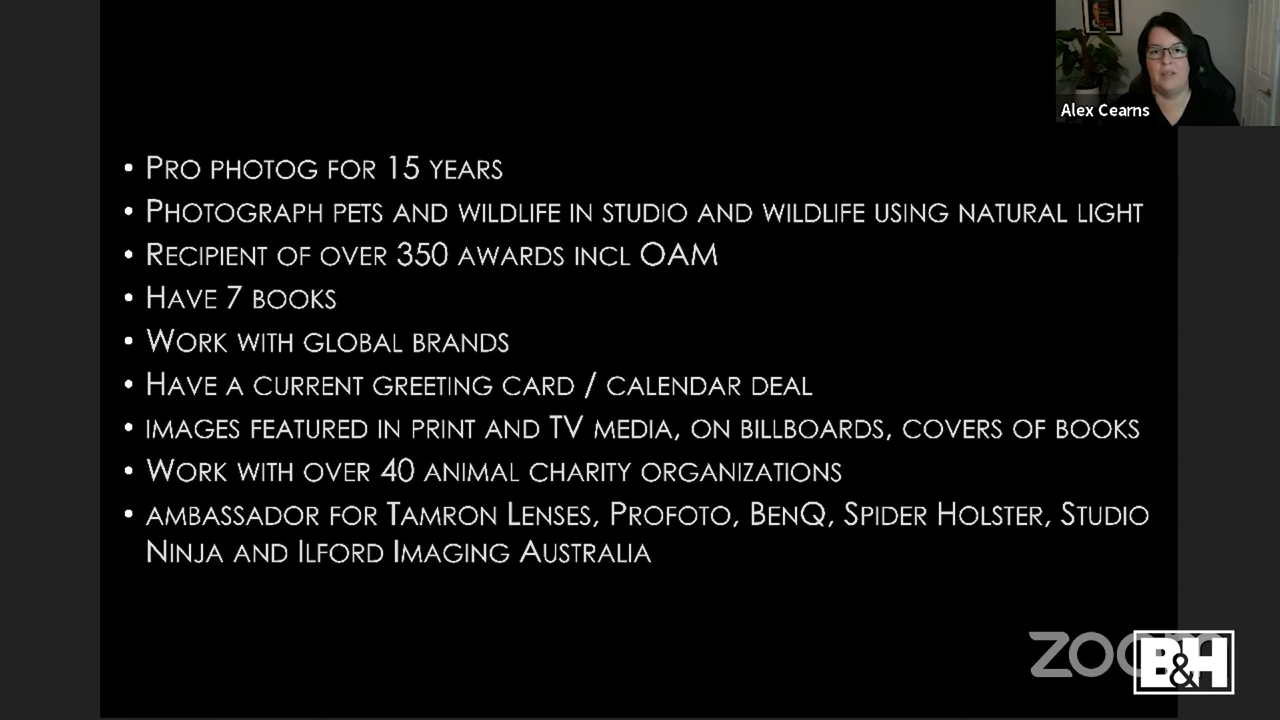 Alex Cearns
• PRO PHOTOG FOR 15 YEARS
• PHOTOGRAPH PETS AND WILDLIFE IN STUDIO AND WILDLIFE USING NATURAL LIGHT
• RECIPIENT OF OVER 350 AWARDS INCL OAM
• HAVE 7 BOOKS
• WORK WITH GLOBAL BRANDS
• HAVE A CURRENT GREETING CARD / CALENDAR DEAL
• IMAGES FEATURED IN PRINT AND TV MEDIA, ON BILLBOARDS, COVERS OF BOOKS
• WORK WITH OVER 40 ANIMAL CHARITY ORGANIZATIONS
• AMBASSADOR FOR TAMRON LENSES, PROFOTO, BENQ, SPIDER HOLSTER, STUDIO
NINJA AND ILFORD IMAGING AUSTRALIA
zoom
B&H